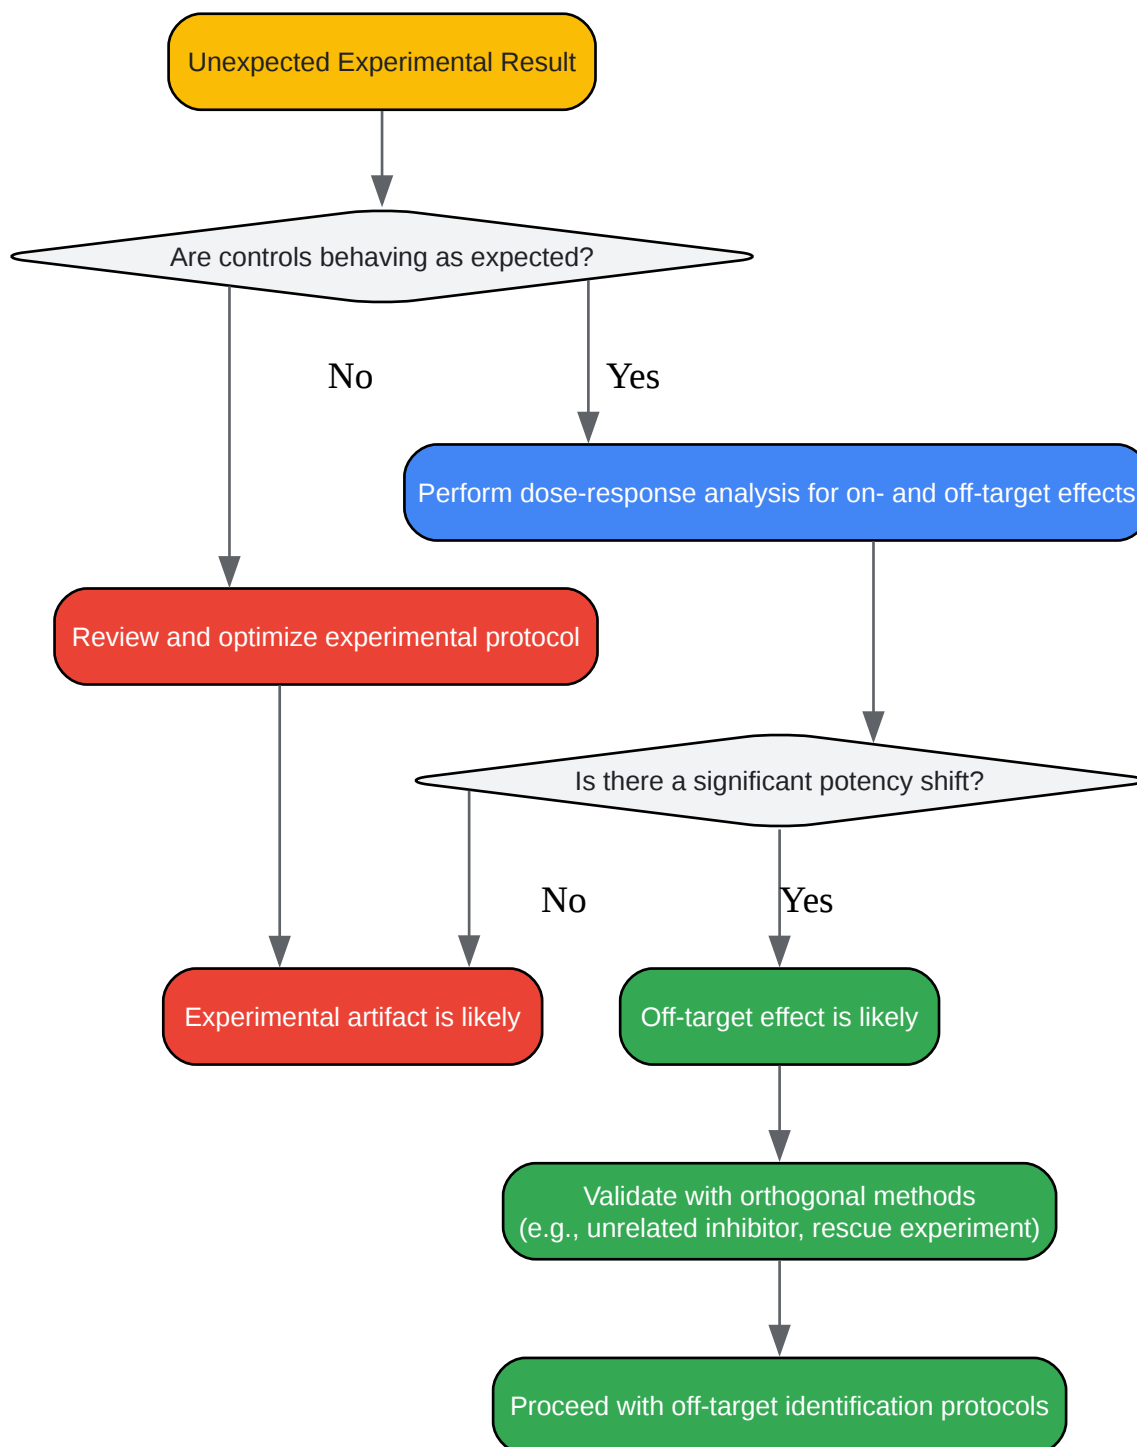 Unexpected Experimental Result
Are controls behaving as expected?
No
Yes
Perform dose-response analysis for on- and off-target effects
Review and optimize experimental protocol
Is there a significant potency shift?
No
Yes
Experimental artifact is likely
Off-target effect is likely
Validate with orthogonal methods
(e.g., unrelated inhibitor, rescue experiment)
Proceed with off-target identification protocols